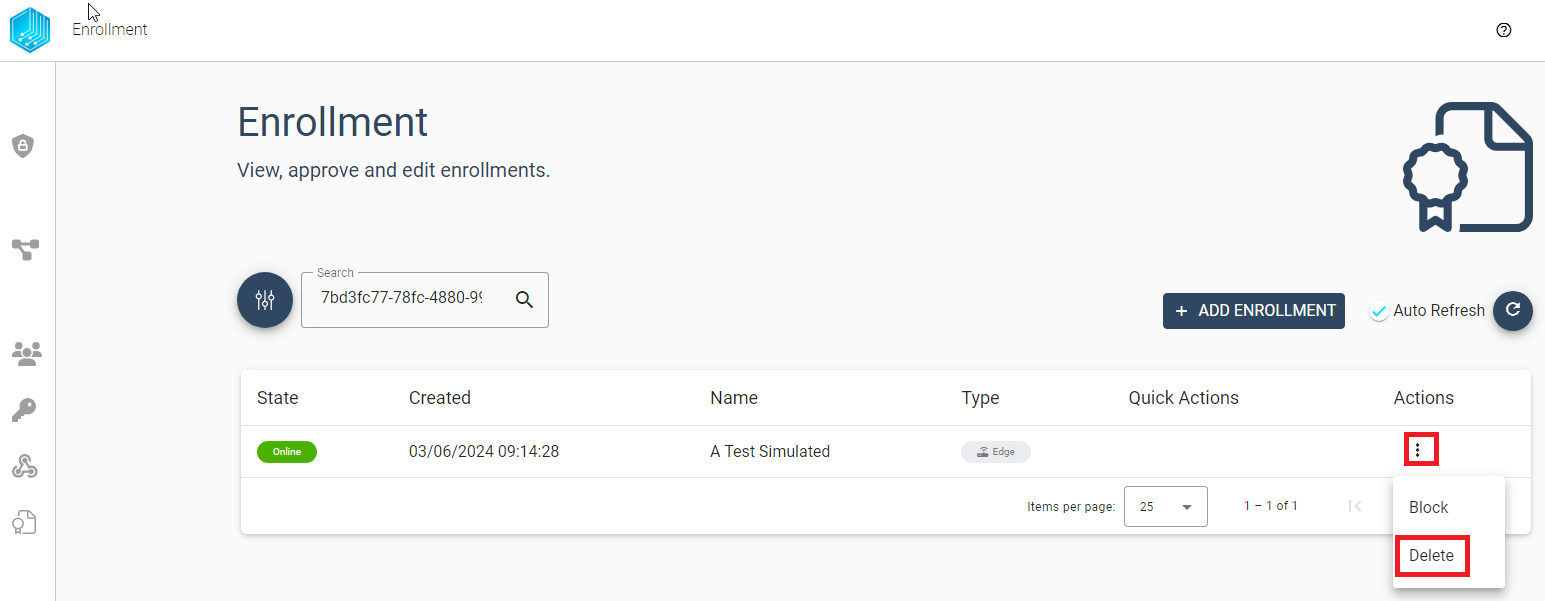 Enrollment
Enrollment
View, approve and edit enrollments.
Search
7bd3fc77-78fc-4880-99
+ ADD ENROLLMENT
Auto Refresh
State Created Name Type Quick Actions Actions
Online 03/06/2024 09:14:28 A Test Simulated Edge
Items per page: 25 1 – 1 of 1
Block
Delete